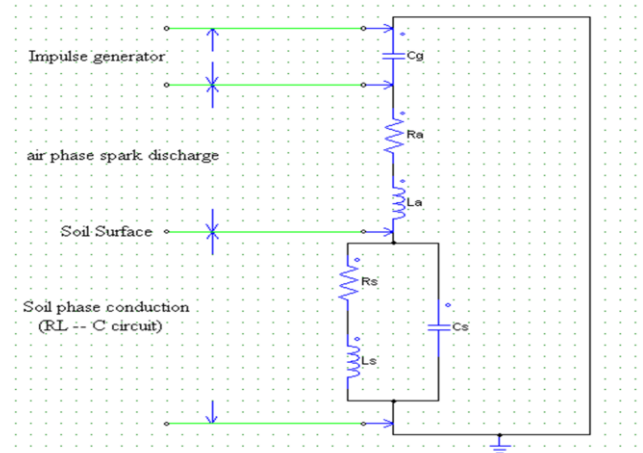 Impulse generator
Cg
Ra
air phase spark discharge
La
Soil Surface
Rs
Soil phase conduction
(RL -- C circuit)
Cs
Ls